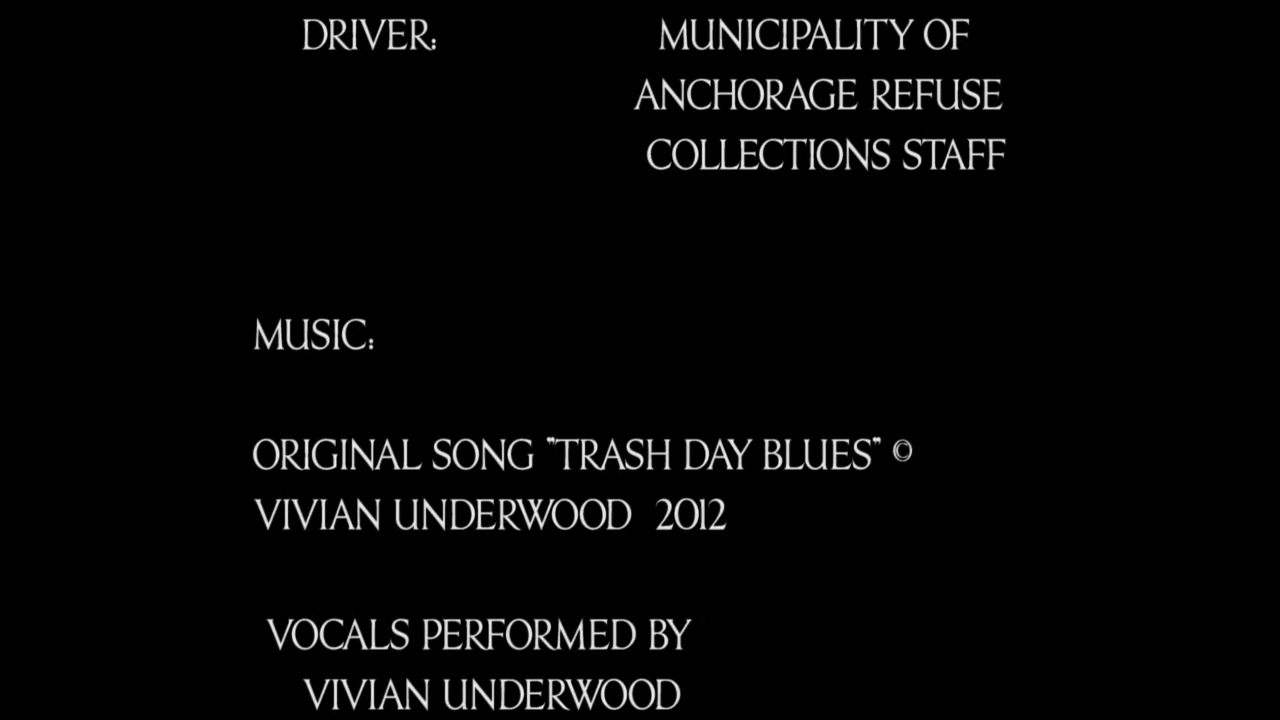 DRIVER: MUNICIPALITY OF
ANCHORAGE REFUSE
COLLECTIONS STAFF
MUSIC:
ORIGINAL SONG "TRASH DAY BLUES" ©
VIVIAN UNDERWOOD 2012
VOCALS PERFORMED BY
VIVIAN UNDERWOOD